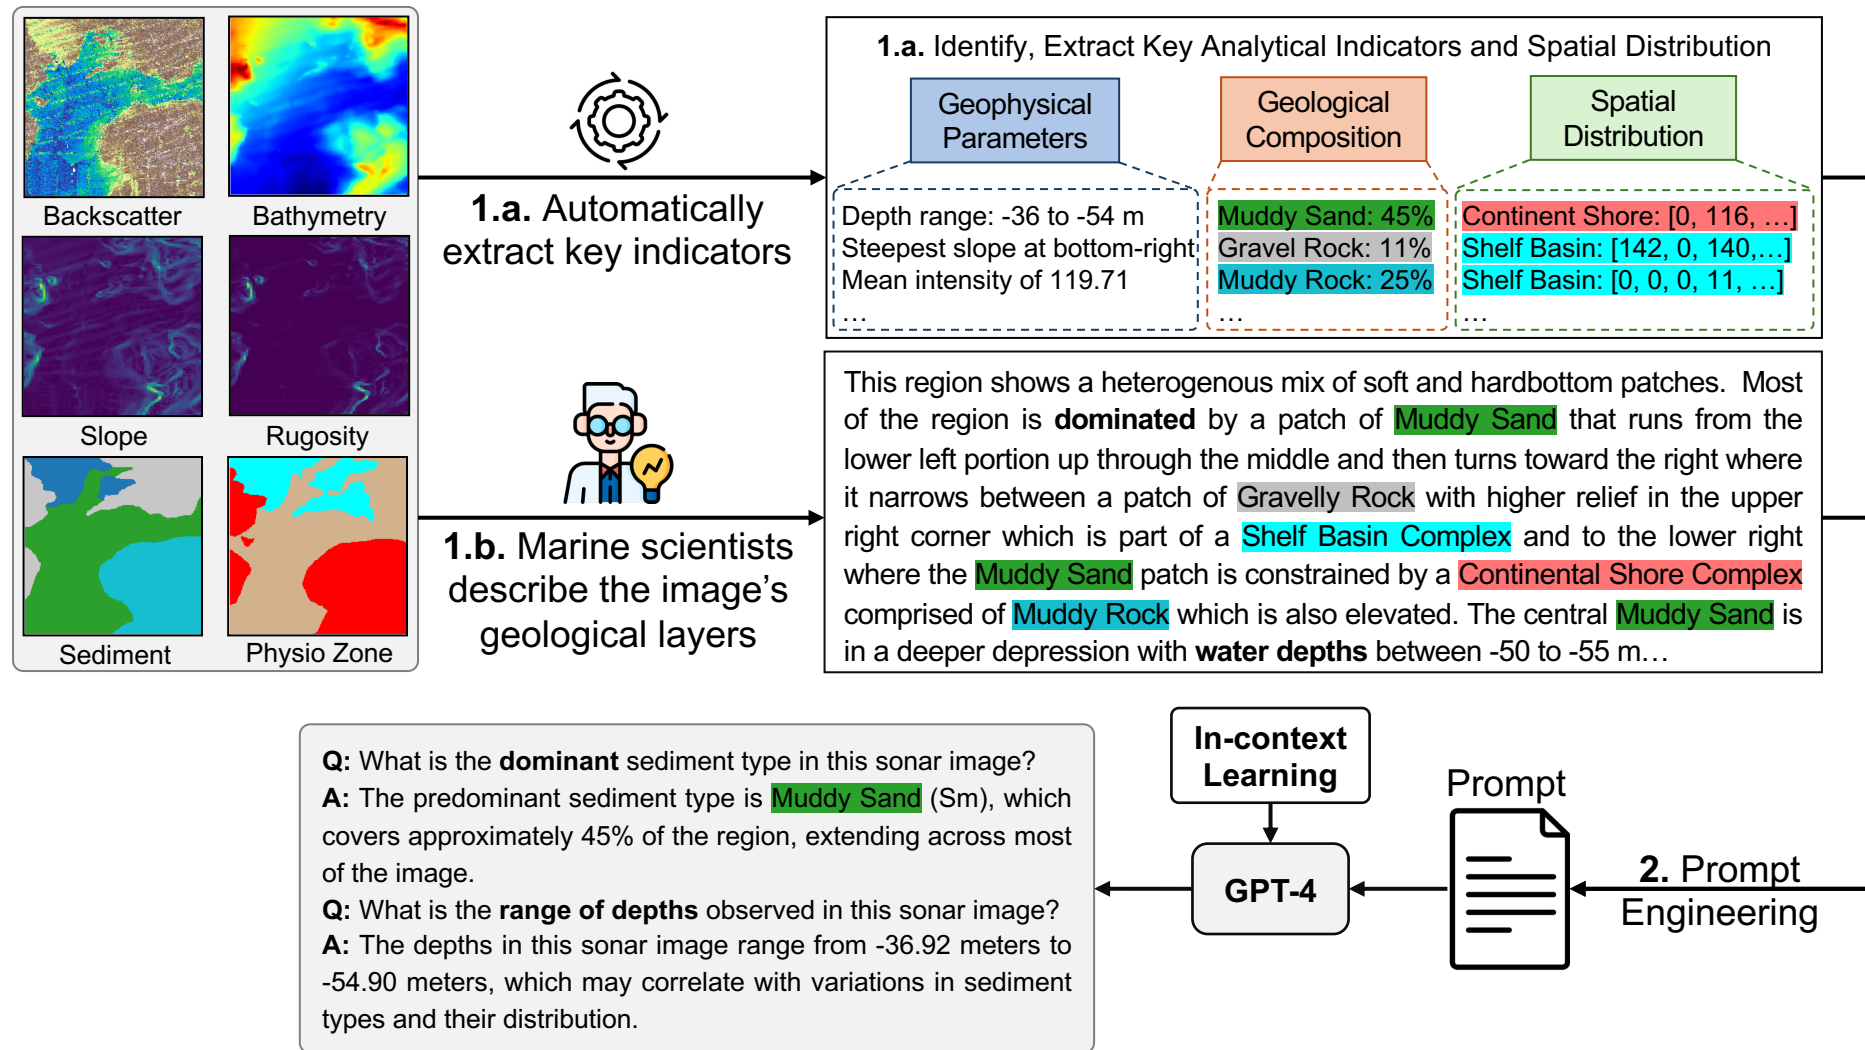 Backscatter
Bathymetry
Slope
Rugosity
Sediment
Physio Zone
1.a. Automatically
extract key indicators
1.b. Marine scientists
describe the image's
geological layers
1.a. Identify, Extract Key Analytical Indicators and Spatial Distribution
Geophysical
Parameters
Geological
Composition
Spatial
Distribution
Depth range: -36 to -54 m
Steepest slope at bottom-right
Mean intensity of 119.71
…
Muddy Sand: 45%
Gravel Rock: 11%
Muddy Rock: 25%
…
Continent Shore: [0, 116, …]
Shelf Basin: [142, 0, 140,…]
Shelf Basin: [0, 0, 0, 11, …]
…
This region shows a heterogenous mix of soft and hardbottom patches. Most
of the region is dominated by a patch of Muddy Sand that runs from the
lower left portion up through the middle and then turns toward the right where
it narrows between a patch of Gravelly Rock with higher relief in the upper
right corner which is part of a Shelf Basin Complex and to the lower right
where the Muddy Sand patch is constrained by a Continental Shore Complex
comprised of Muddy Rock which is also elevated. The central Muddy Sand is
in a deeper depression with water depths between -50 to -55 m…
Q: What is the dominant sediment type in this sonar image?
A: The predominant sediment type is Muddy Sand (Sm), which
covers approximately 45% of the region, extending across most
of the image.
Q: What is the range of depths observed in this sonar image?
A: The depths in this sonar image range from -36.92 meters to
-54.90 meters, which may correlate with variations in sediment
types and their distribution.
In-context
Learning
GPT-4
Prompt
2. Prompt
Engineering